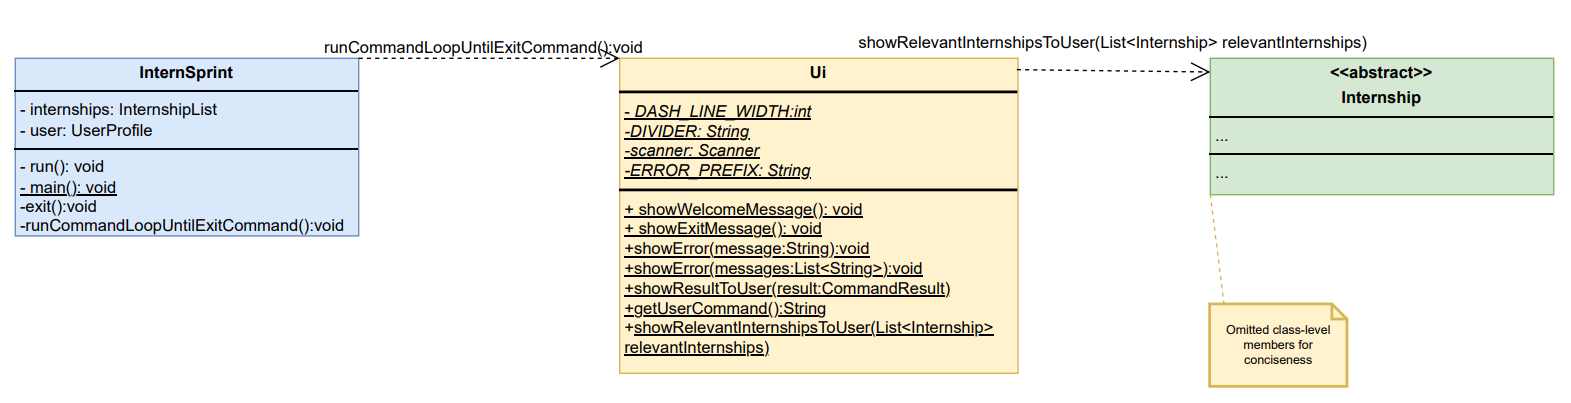 runCommandLoopUntilExitCommand():void
showRelevantInternshipsToUser(List<Internship> relevantInternships)
InternSprint
- internships: InternshipList
- user: UserProfile
- run(): void
- main(): void
-exit():void
-runCommandLoopUntilExitCommand():void
Ui
- DASH_LINE_WIDTH:int
-DIVIDER: String
-scanner: Scanner
-ERROR_PREFIX: String
+ showWelcomeMessage(): void
+ showExitMessage(): void
+showError(message:String):void
+showError(messages:List<String>):void
+showResultToUser(result:CommandResult)
+getUserCommand():String
+showRelevantInternshipsToUser(List<Internship>
relevantInternships)
<<abstract>>
Internship
...
...
Omitted class-level
members for
conciseness